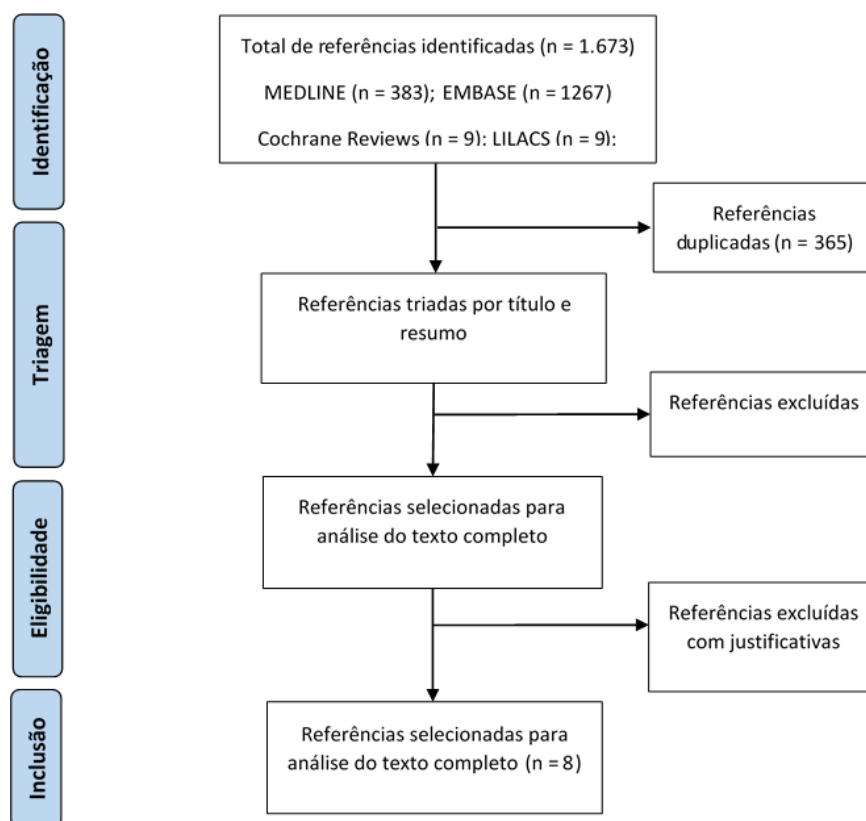 Identificação
Total de referências identificadas (n = 1.673)
MEDLINE (n = 383); EMBASE (n = 1267)
Cochrane Reviews (n = 9); LILACS (n = 9);
Referências
duplicadas (n = 365)
Triagem
Referências triadas por título e
resumo
Referências excluídas
Eligibilidade
Referências selecionadas para
análise do texto completo
Referências excluídas
com justificativas
Inclusão
Referências selecionadas para
análise do texto completo (n = 8)